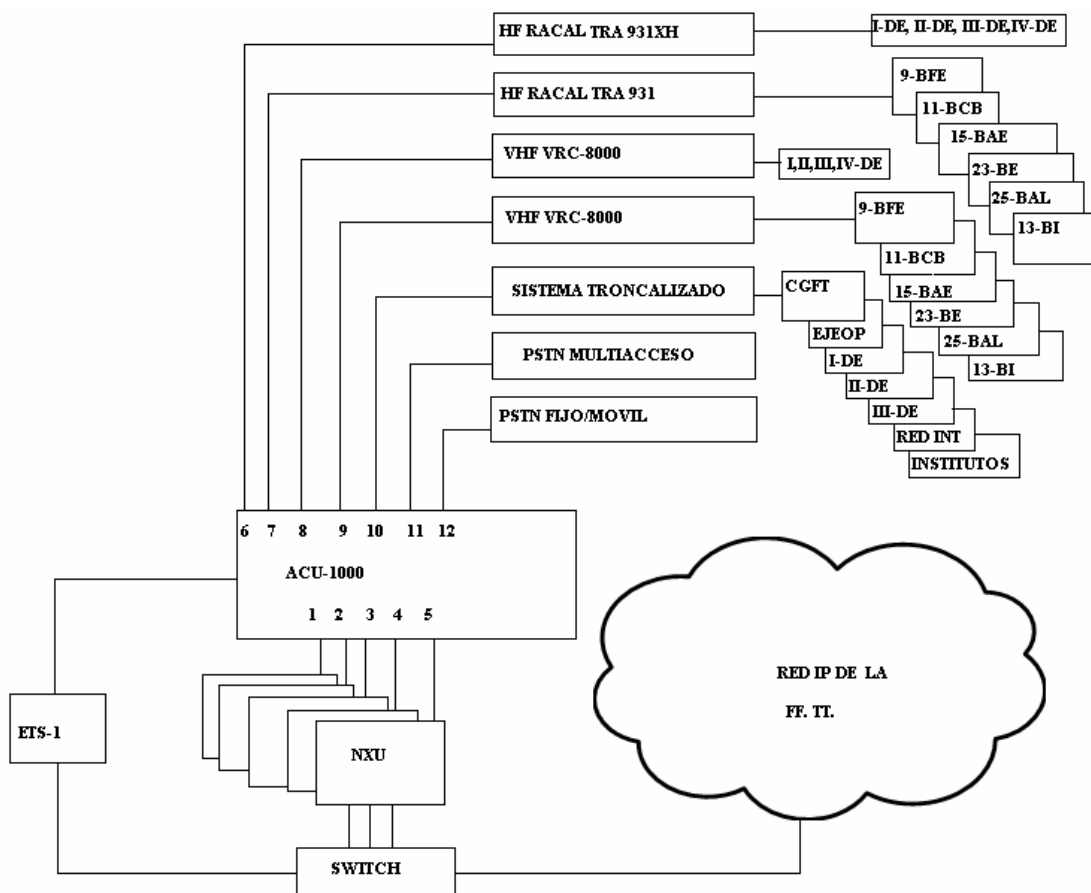 HF RACAL TRA 931XH
I-DE, II-DE, III-DE,IV-DE
HF RACAL TRA 931
9-BFE
11-BCB
15-BAE
23-BE
25-BAL
13-BI
VHF VRC-8000
I,II,III,IV-DE
VHF VRC-8000
9-BFE
11-BCB
15-BAE
23-BE
25-BAL
13-BI
SISTEMA TRONCALIZADO
CGFT
EJEOP
I-DE
II-DE
III-DE
RED INT
INSTITUTOS
PSTN MULTIACCESO
PSTN FIJO/MOVIL
6 7 8 9 10 11 12
ACU-1000
1 2 3 4 5
RED IP DE LA
FF. TT.
ETS-1
NXU
SWITCH